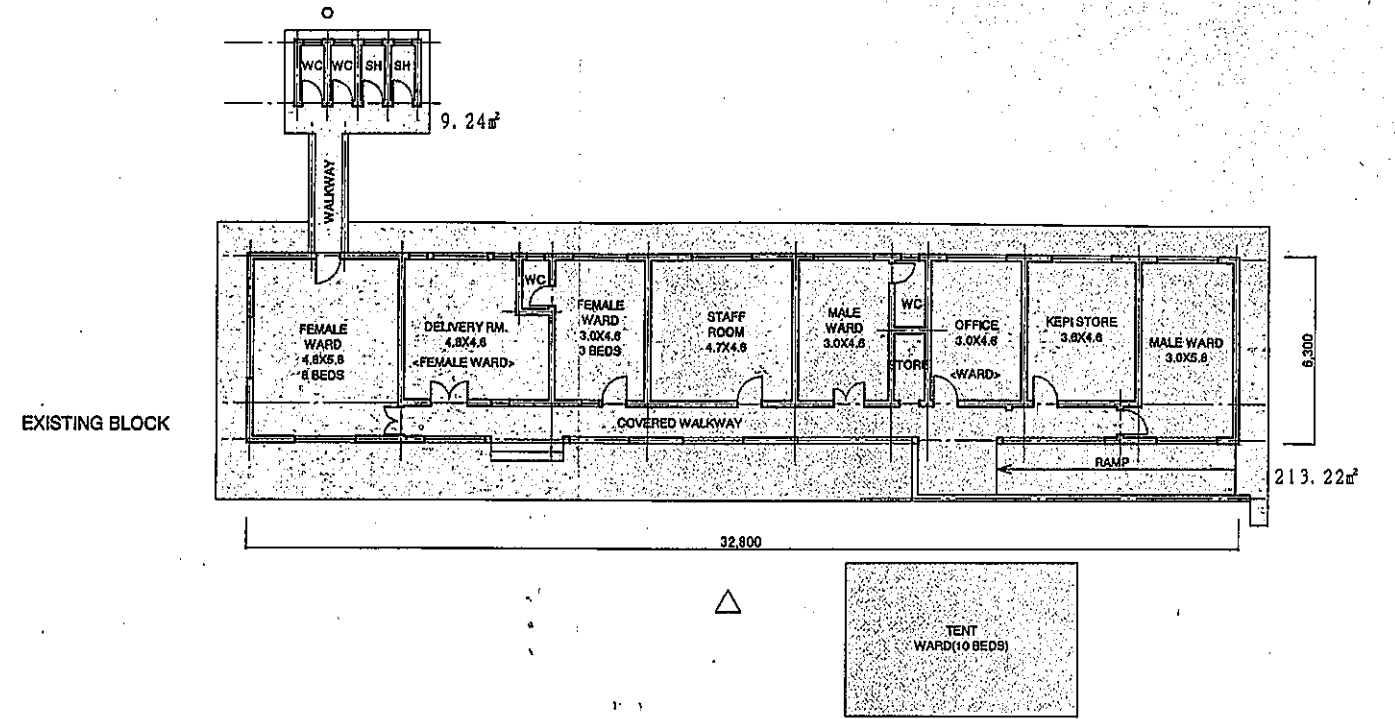 WC WC SH SH
9.24㎡
WALKWAY
FEMALE
WARD
4.8X5.8
8 BEDS
DELIVERY RM.
4.8X4.6
<FEMALE WARD>
WC
FEMALE
WARD
3.0X4.6
3 BEDS
STAFF
ROOM
4.7X4.6
MALE
WARD
3.0X4.6
WC
STORE
OFFICE
3.0X4.6
<WARD>
KEPI STORE
3.6X4.6
MALE WARD
3.0X5.8
6,300
EXISTING BLOCK
COVERED WALKWAY
RAMP
213.22㎡
32,800
TENT
WARD(10 BEDS)